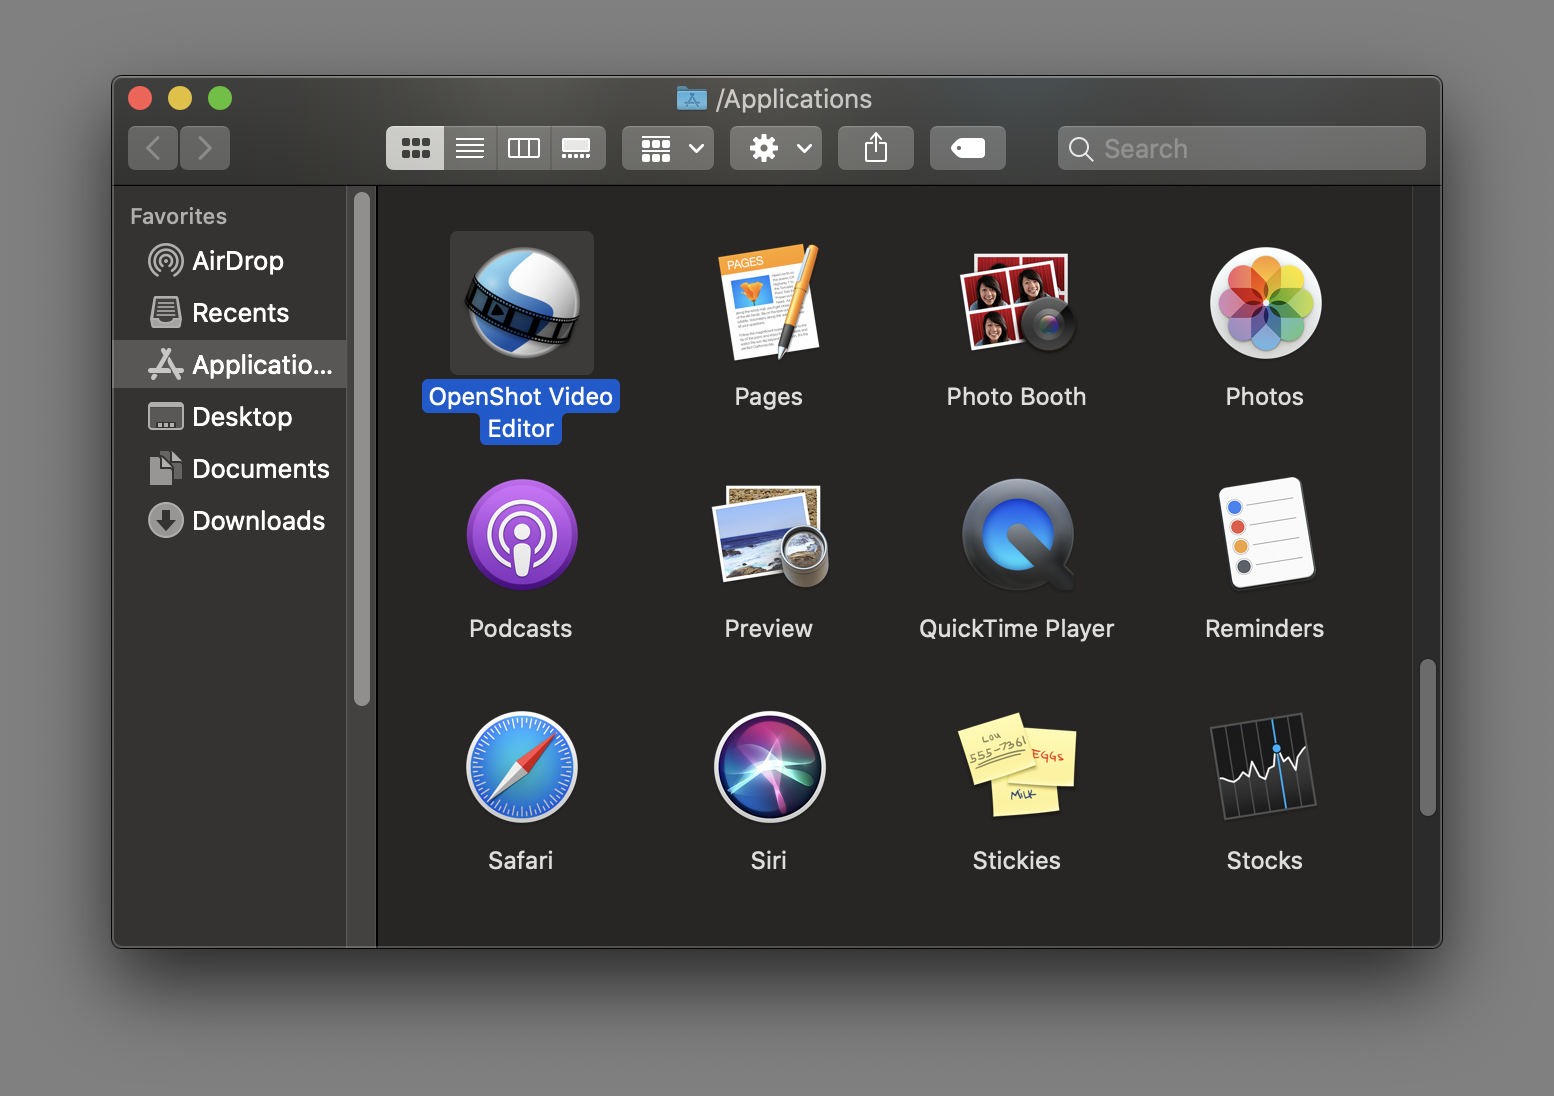 /Applications
Search
Favorites
AirDrop
Recents
Applicatio...
Desktop
Documents
Downloads
OpenShot Video
Editor
PAGES
Pages
Photo Booth
Photos
Podcasts
Preview
QuickTime Player
Reminders
Lou
555-7361
EGGs
MiLK
Safari
Siri
Stickies
Stocks